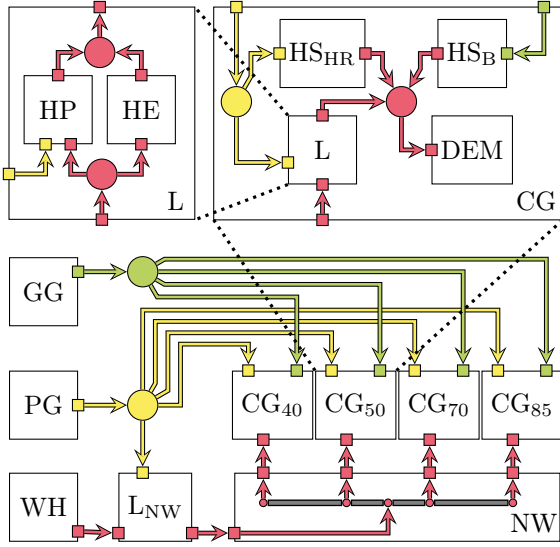 HS_HR HS_B
HP HE
L DEM
L CG
GG
PG CG_40 CG_50 CG_70 CG_85
WH L_NW NW